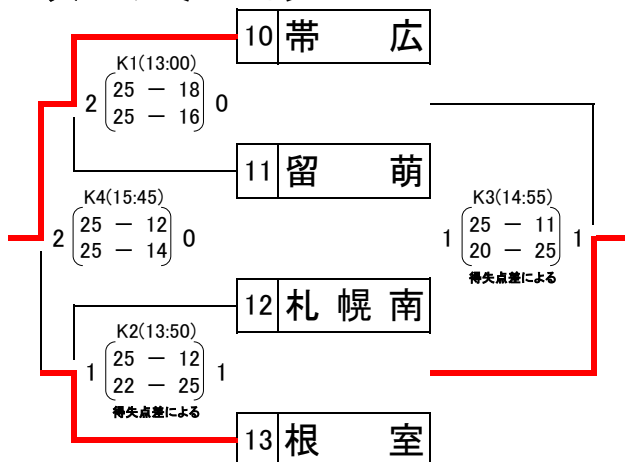 10 帯 広
K1(13:00)
2 25 － 18 0
25 － 16
11 留 萌
K4(15:45)
2 25 － 12 0
25 － 14
K3(14:55)
1 25 － 11 1
20 － 25
得失点差による
12 札 幌 南
K2(13:50)
1 25 － 12 1
22 － 25
得失点差による
13 根 室